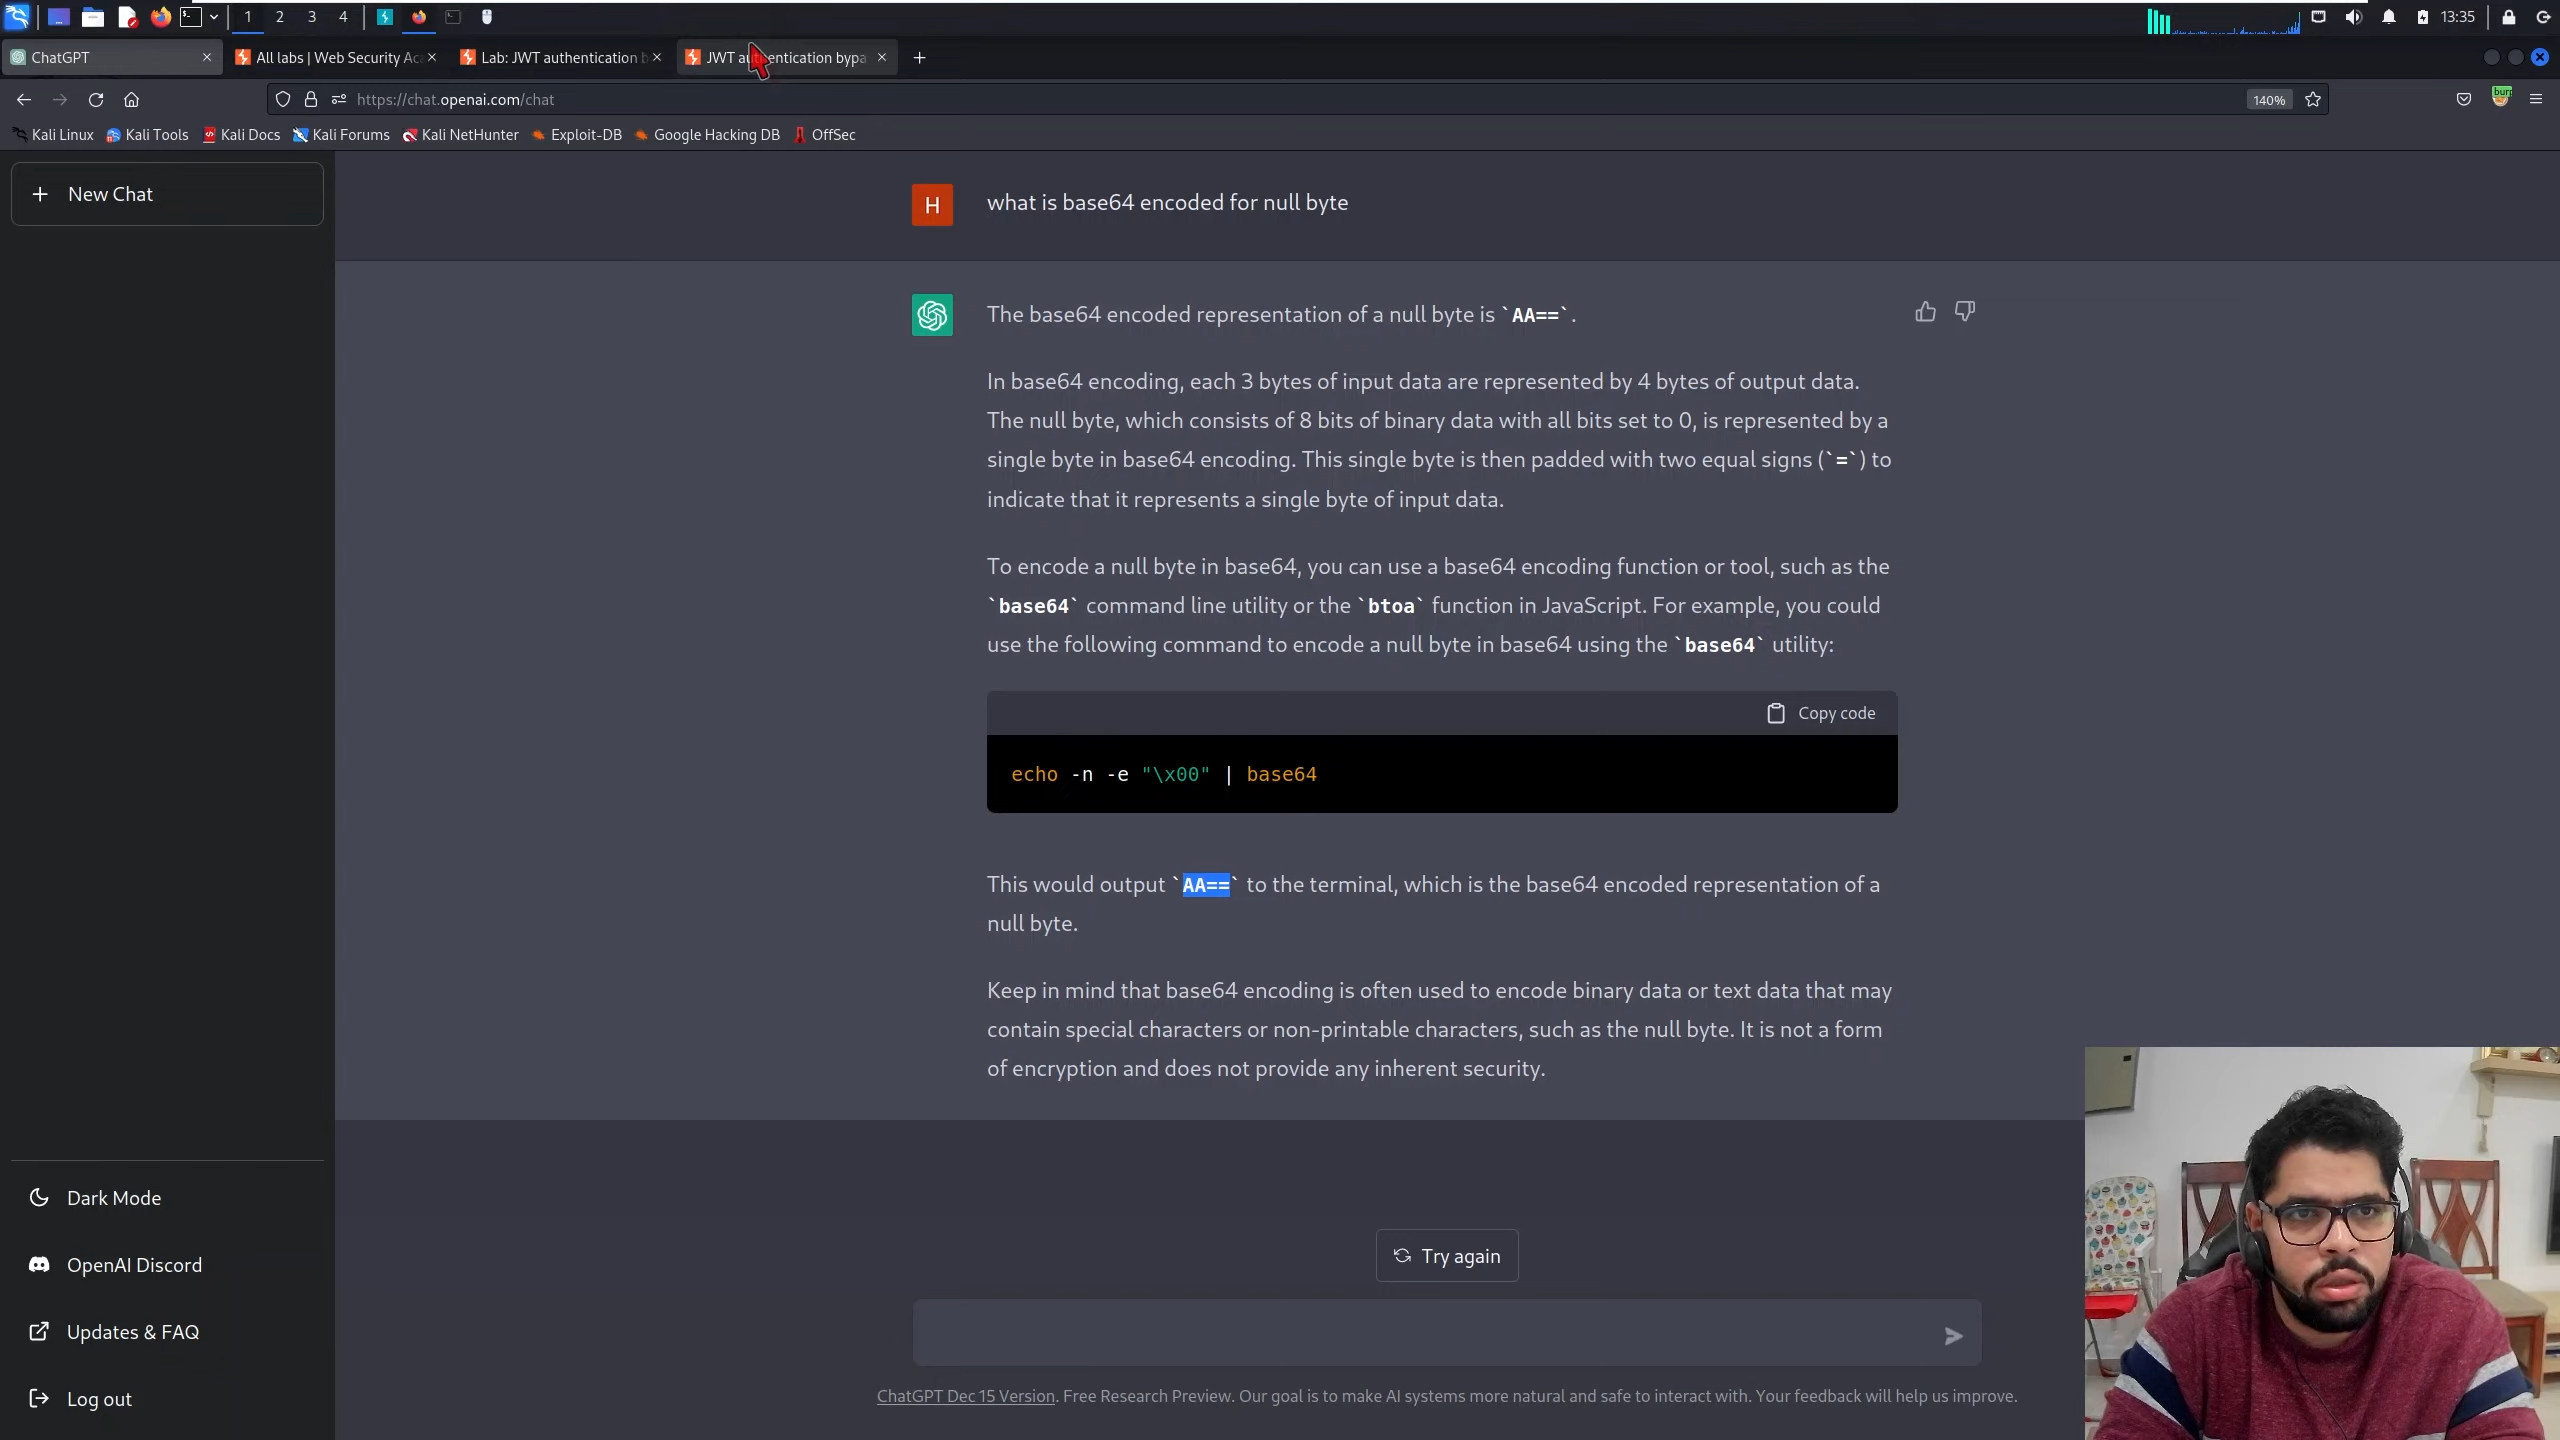 1 2 3 4 13:35
ChatGPT All labs | Web Security Aca Lab: JWT authentication b JWT authentication bypa
https://chat.openai.com/chat 140% burp
Kali Linux Kali Tools Kali Docs Kali Forums Kali NetHunter Exploit-DB Google Hacking DB OffSec
New Chat
H what is base64 encoded for null byte
The base64 encoded representation of a null byte is `AA==`.
In base64 encoding, each 3 bytes of input data are represented by 4 bytes of output data.
The null byte, which consists of 8 bits of binary data with all bits set to 0, is represented by a
single byte in base64 encoding. This single byte is then padded with two equal signs (`=`) to
indicate that it represents a single byte of input data.
To encode a null byte in base64, you can use a base64 encoding function or tool, such as the
`base64` command line utility or the `btoa` function in JavaScript. For example, you could
use the following command to encode a null byte in base64 using the `base64` utility:
Copy code
echo -n -e "\x00" | base64
This would output `AA==` to the terminal, which is the base64 encoded representation of a
null byte.
Keep in mind that base64 encoding is often used to encode binary data or text data that may
contain special characters or non-printable characters, such as the null byte. It is not a form
of encryption and does not provide any inherent security.
Dark Mode
OpenAI Discord
Updates & FAQ
Log out
Try again
ChatGPT Dec 15 Version. Free Research Preview. Our goal is to make AI systems more natural and safe to interact with. Your feedback will help us improve.